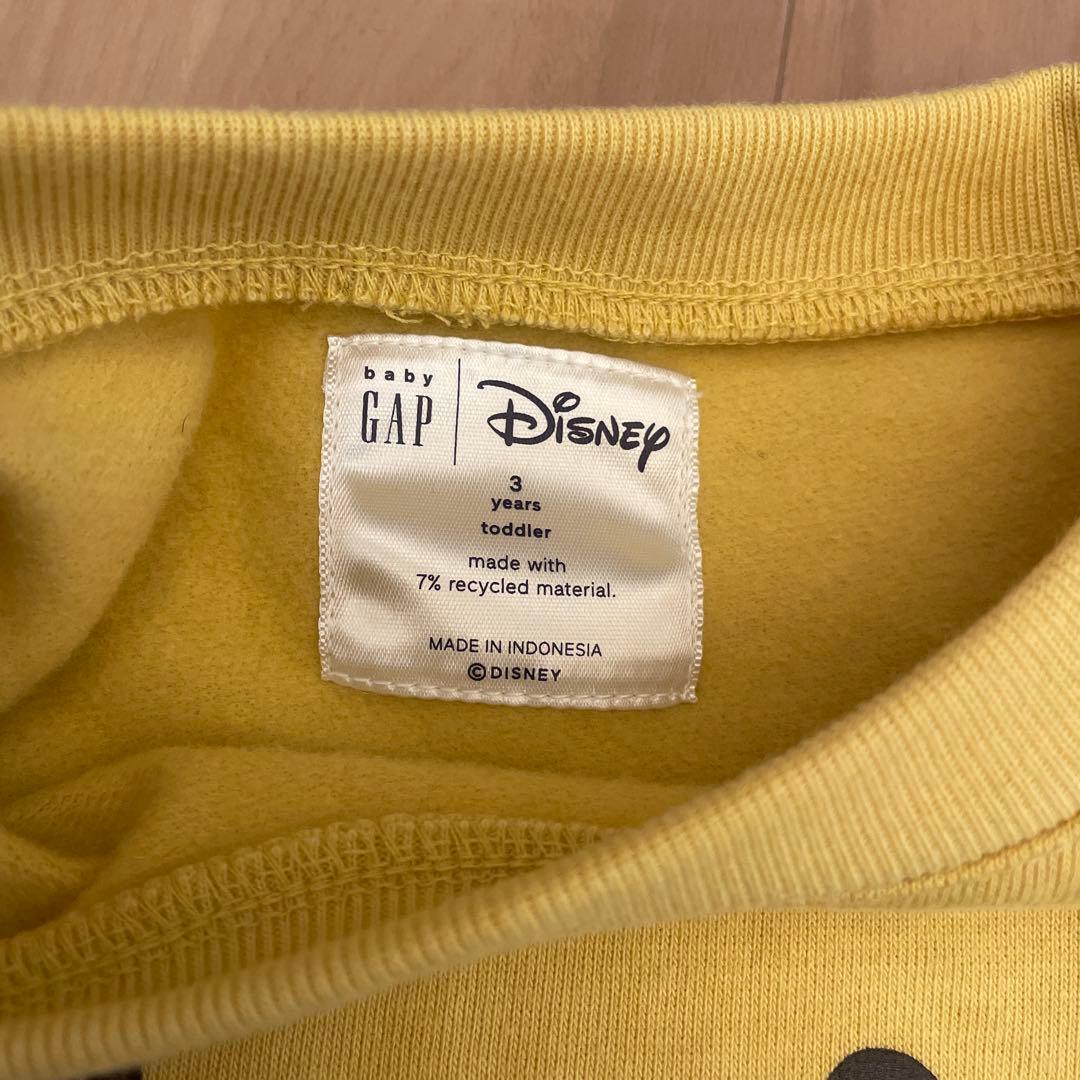 baby
GAP
Disney
3
years
toddler
made with
7% recycled material.
MADE IN INDONESIA
©DISNEY